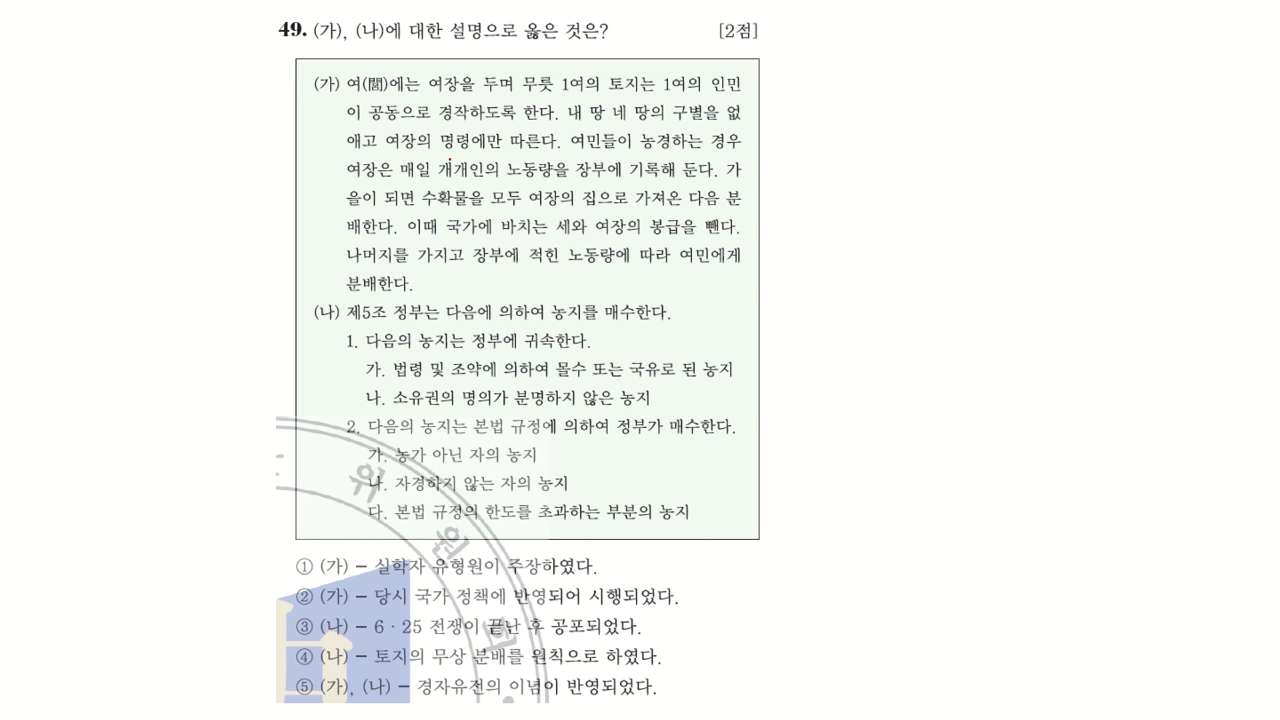 49. (가), (나)에 대한 설명으로 옳은 것은? [2점]
(가) 여(閭)에는 여장을 두며 무릇 1여의 토지는 1여의 인민
이 공동으로 경작하도록 한다. 내 땅 네 땅의 구별을 없
애고 여장의 명령에만 따른다. 여민들이 농경하는 경우
여장은 매일 개개인의 노동량을 장부에 기록해 둔다. 가
을이 되면 수확물을 모두 여장의 집으로 가져온 다음 분
배한다. 이때 국가에 바치는 세와 여장의 봉급을 뺀다.
나머지를 가지고 장부에 적힌 노동량에 따라 여민에게
분배한다.
(나) 제5조 정부는 다음에 의하여 농지를 매수한다.
1. 다음의 농지는 정부에 귀속한다.
가. 법령 및 조약에 의하여 몰수 또는 국유로 된 농지
나. 소유권의 명의가 분명하지 않은 농지
2. 다음의 농지는 본법 규정에 의하여 정부가 매수한다.
가. 농가 아닌 자의 농지
나. 자경하지 않는 자의 농지
다. 본법 규정의 한도를 초과하는 부분의 농지
① (가) - 실학자 유형원이 주장하였다.
② (가) - 당시 국가 정책에 반영되어 시행되었다.
③ (나) - 6·25 전쟁이 끝난 후 공포되었다.
④ (나) - 토지의 무상 분배를 원칙으로 하였다.
⑤ (가), (나) - 경자유전의 이념이 반영되었다.
위
원
회